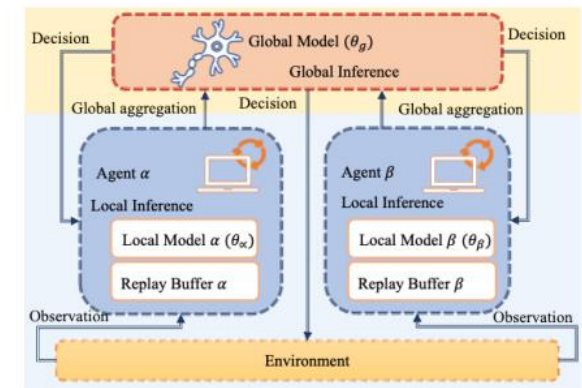 Decision
Global Model (θg)
Decision
Global Inference
Global aggregation
Decision
Global aggregation
Agent α
Agent β
Local Inference
Local Inference
Local Model α (θ∝)
Local Model β (θβ)
Replay Buffer α
Replay Buffer β
Observation
Observation
Environment